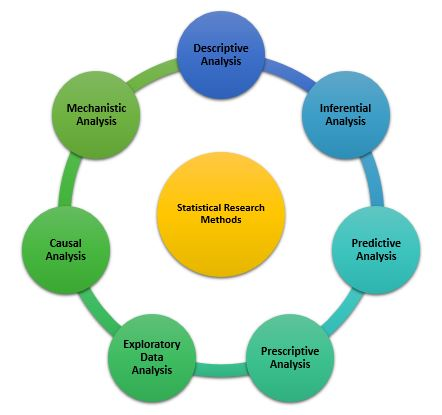 Descriptive
Analysis
Inferential
Analysis
Predictive
Analysis
Prescriptive
Analysis
Exploratory
Data
Analysis
Causal
Analysis
Mechanistic
Analysis
Statistical Research
Methods